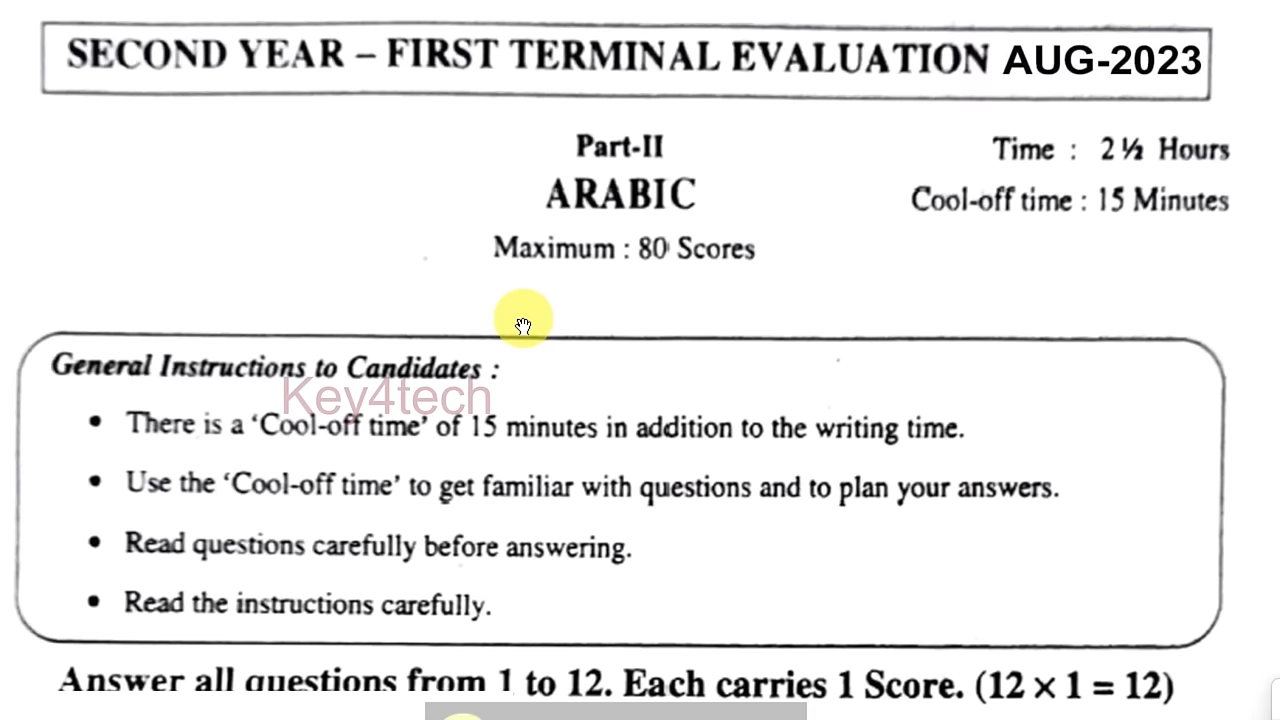 SECOND YEAR – FIRST TERMINAL EVALUATION AUG-2023
Part-II
Time : 2 ½ Hours
ARABIC
Cool-off time : 15 Minutes
Maximum : 80 Scores
General Instructions to Candidates :
Key4tech
• There is a ‘Cool-off time’ of 15 minutes in addition to the writing time.
• Use the ‘Cool-off time’ to get familiar with questions and to plan your answers.
• Read questions carefully before answering.
• Read the instructions carefully.
Answer all questions from 1 to 12. Each carries 1 Score. (12 × 1 = 12)